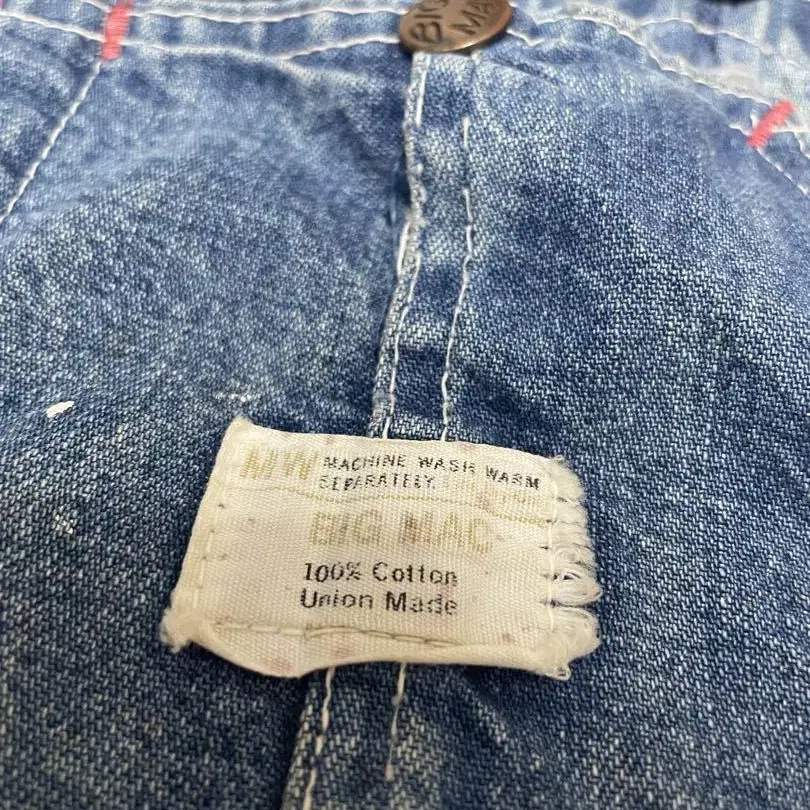 BIG
MAC
MW MACHINE WASH WARM
SEPARATELY.
BIG MAC
100% Cotton
Union Made